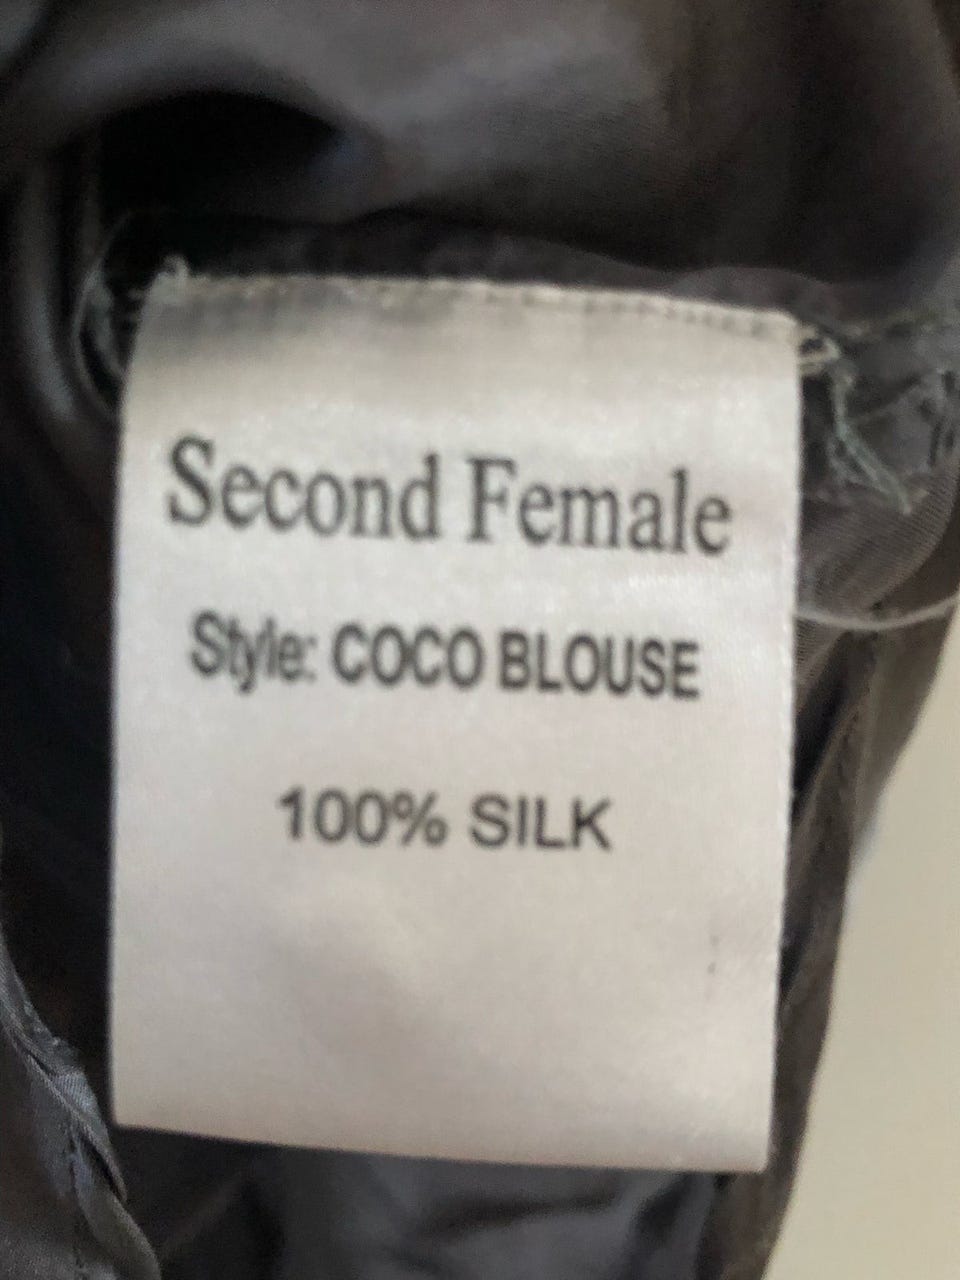 Second Female
Style: COCO BLOUSE
100% SILK